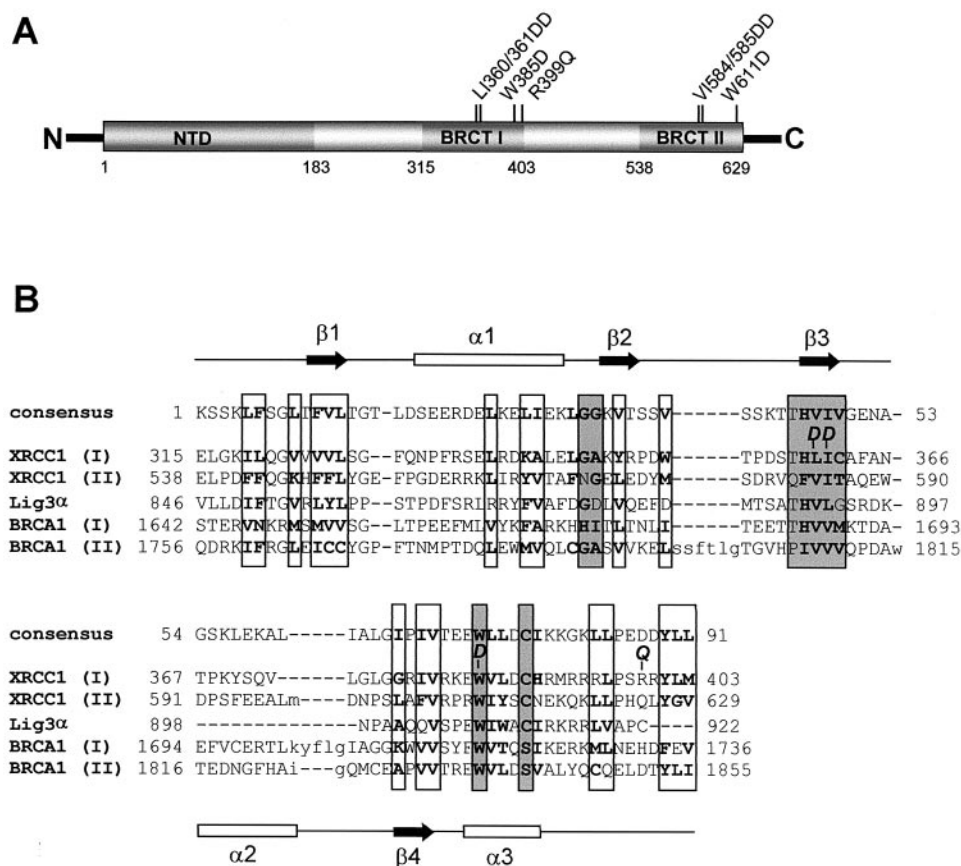 A
LI360/361DD
W385D
R399Q
VI584/585DD
W611D
N NTD BRCT I BRCT II C
1 183 315 403 538 629
B
β1 α1 β2 β3
consensus 1 KSSKLFSGLTFVLTGT-LDSEERDELKELIEKLGGKVTSSV------SSKTTHVIVGENA- 53
DD
XRCC1 (I) 315 ELGKILQGVVVVLSG-FQNPFRSELRDKALELGAKYRPDW------TPDSTHLICAFAN- 366
XRCC1 (II) 538 ELPDFFQGKHFFLYGE-FPGDERRKLIRYVTAFNGELEDYM------SDRVQFVITAQEW- 590
Lig3α 846 VLLDIFTGVRLYLPP--STPDFSRLRRYFVAFDGDLVQEFD------MTSATHVLGSRDK- 897
BRCA1 (I) 1642 STERVNKRMSMVVSG--LTPEEFMLVYKFARKHHITLTNLI------TEETTHVVMKTDA- 1693
BRCA1 (II) 1756 QDRKIFRGLEICCYGP-FTNMPTDQLEWMVQLCGASVVKELssftlgTGVHPIVVVQPDAw 1815
consensus 54 GSKLEKAL-----IALGIPIVTEEWLLDCIKKGKLLPEDDYLL 91
D Q
XRCC1 (I) 367 TPKYSQV------LGLGGRIVRKEWVLDCHRMRRRLPSRRYLM 403
XRCC1 (II) 591 DPSFEEALm----DNPSLAFVRPRWIYSCNEKQKLLPHQLYGV 629
Lig3α 898 -------------NPAAQQVSPEWIWACIRKRRLVAPC---- 922
BRCA1 (I) 1694 EFVCERTLkyflgIAGGKWVVSYFWVTQSIKERKMLNEHDFEV 1736
BRCA1 (II) 1816 TEDNGFHAi---gQMCEAPVVTREWVLDSVALYQCQELDTYLI 1855
α2 β4 α3